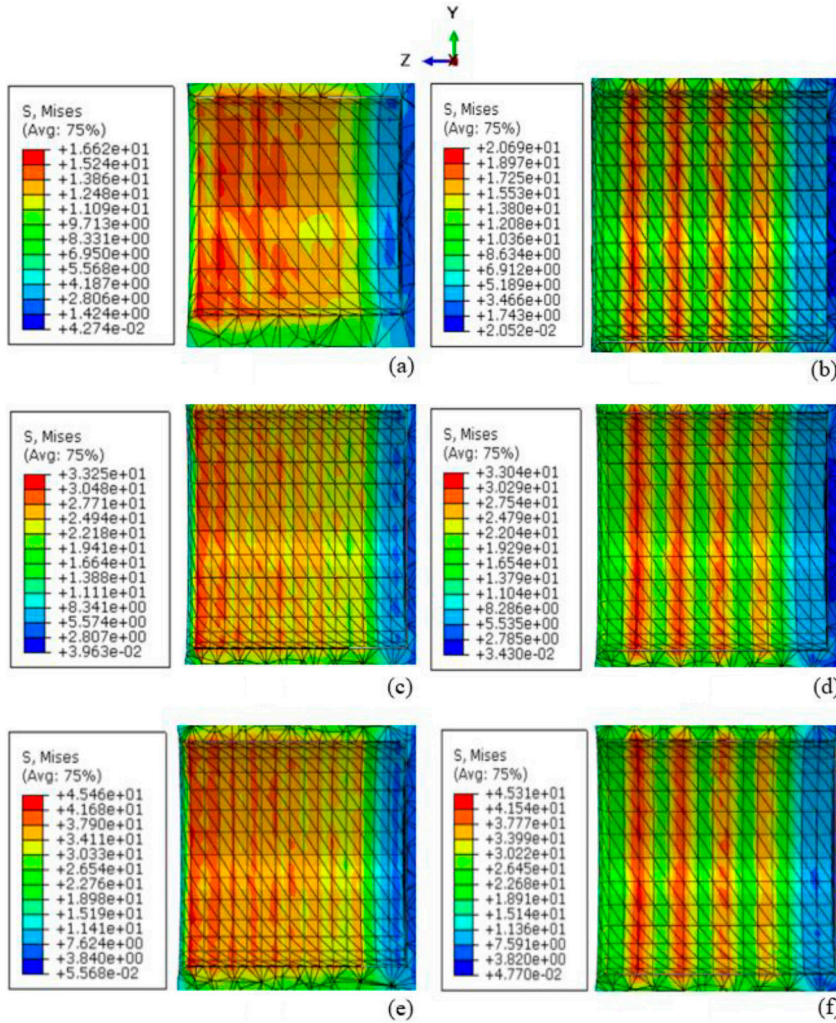 Y
Z
X
S, Mises
(Avg: 75%)
+1.662e+01
+1.524e+01
+1.386e+01
+1.248e+01
+1.109e+01
+9.713e+00
+8.331e+00
+6.950e+00
+5.568e+00
+4.187e+00
+2.806e+00
+1.424e+00
+4.274e-02
(a)
S, Mises
(Avg: 75%)
+2.069e+01
+1.897e+01
+1.725e+01
+1.553e+01
+1.380e+01
+1.208e+01
+1.036e+01
+8.634e+00
+6.912e+00
+5.189e+00
+3.466e+00
+1.743e+00
+2.052e-02
(b)
S, Mises
(Avg: 75%)
+3.325e+01
+3.048e+01
+2.771e+01
+2.494e+01
+2.218e+01
+1.941e+01
+1.664e+01
+1.388e+01
+1.111e+01
+8.341e+00
+5.574e+00
+2.807e+00
+3.963e-02
(c)
S, Mises
(Avg: 75%)
+3.304e+01
+3.029e+01
+2.754e+01
+2.479e+01
+2.204e+01
+1.929e+01
+1.654e+01
+1.379e+01
+1.104e+01
+8.286e+00
+5.535e+00
+2.785e+00
+3.430e-02
(d)
S, Mises
(Avg: 75%)
+4.546e+01
+4.168e+01
+3.790e+01
+3.411e+01
+3.033e+01
+2.654e+01
+2.276e+01
+1.898e+01
+1.519e+01
+1.141e+01
+7.624e+00
+3.840e+00
+5.568e-02
(e)
S, Mises
(Avg: 75%)
+4.531e+01
+4.154e+01
+3.777e+01
+3.399e+01
+3.022e+01
+2.645e+01
+2.268e+01
+1.891e+01
+1.514e+01
+1.136e+01
+7.591e+00
+3.820e+00
+4.770e-02
(f)